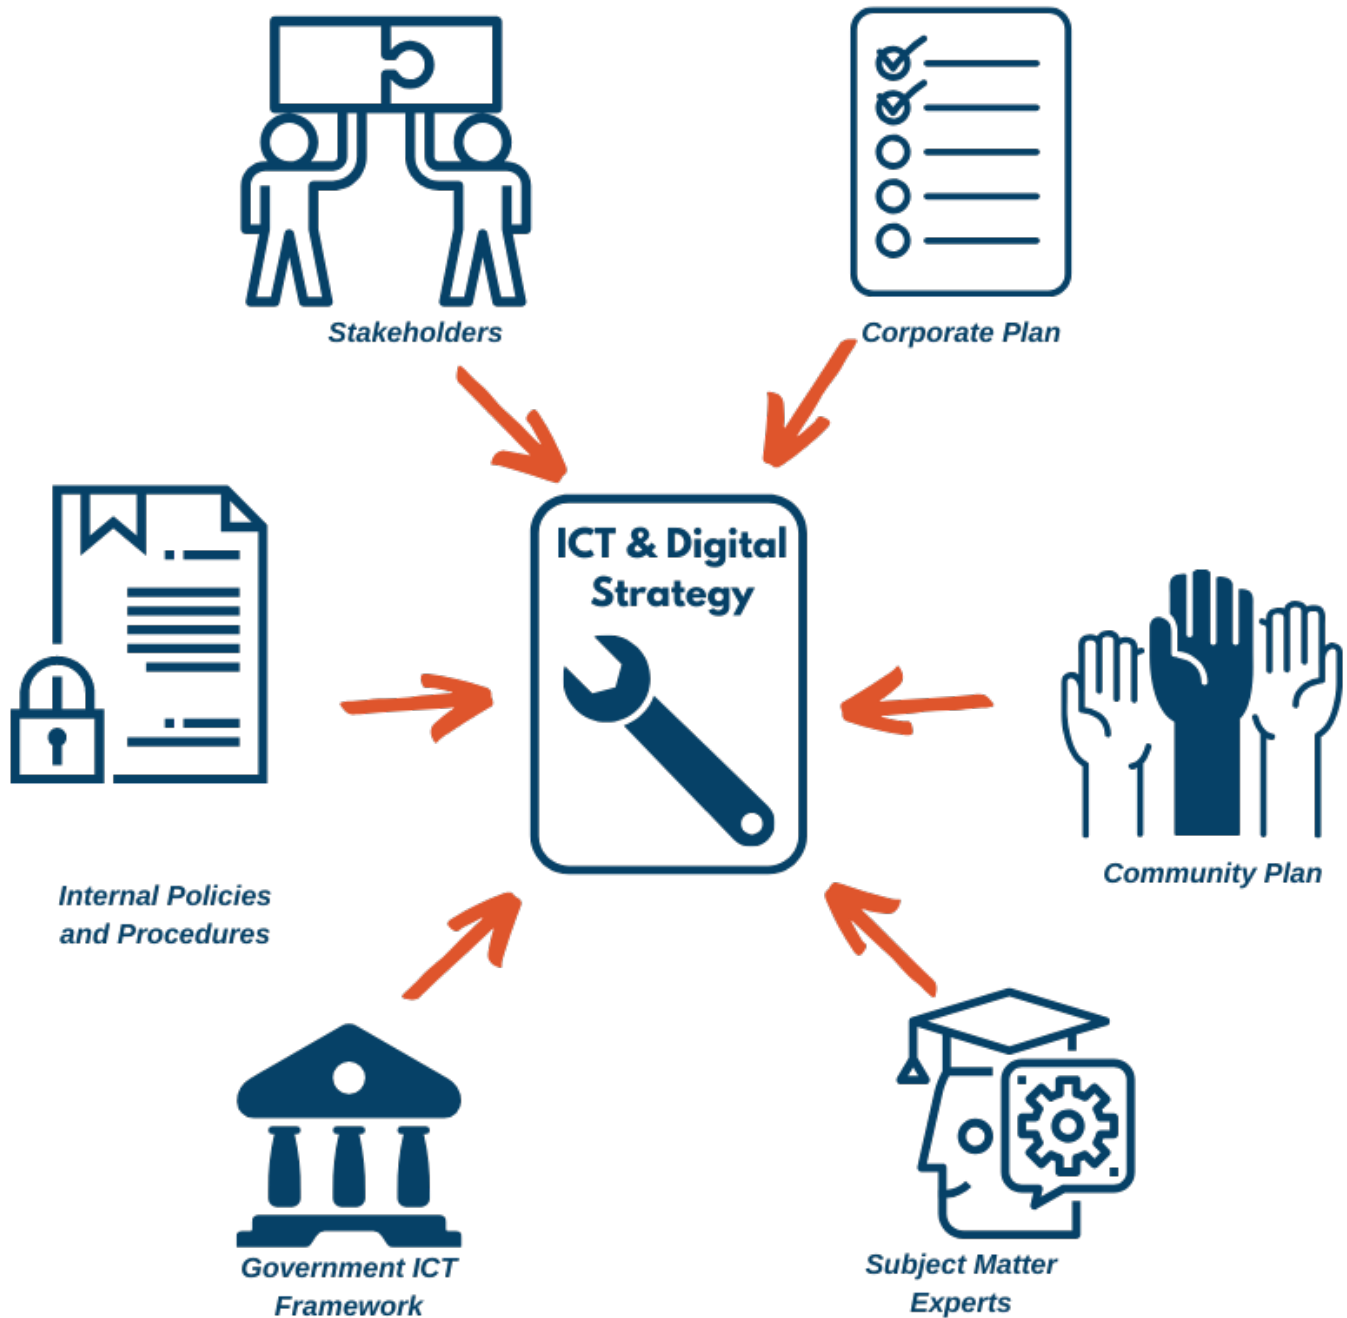 Stakeholders
Corporate Plan
ICT & Digital
Strategy
Internal Policies
and Procedures
Community Plan
Government ICT
Framework
Subject Matter
Experts